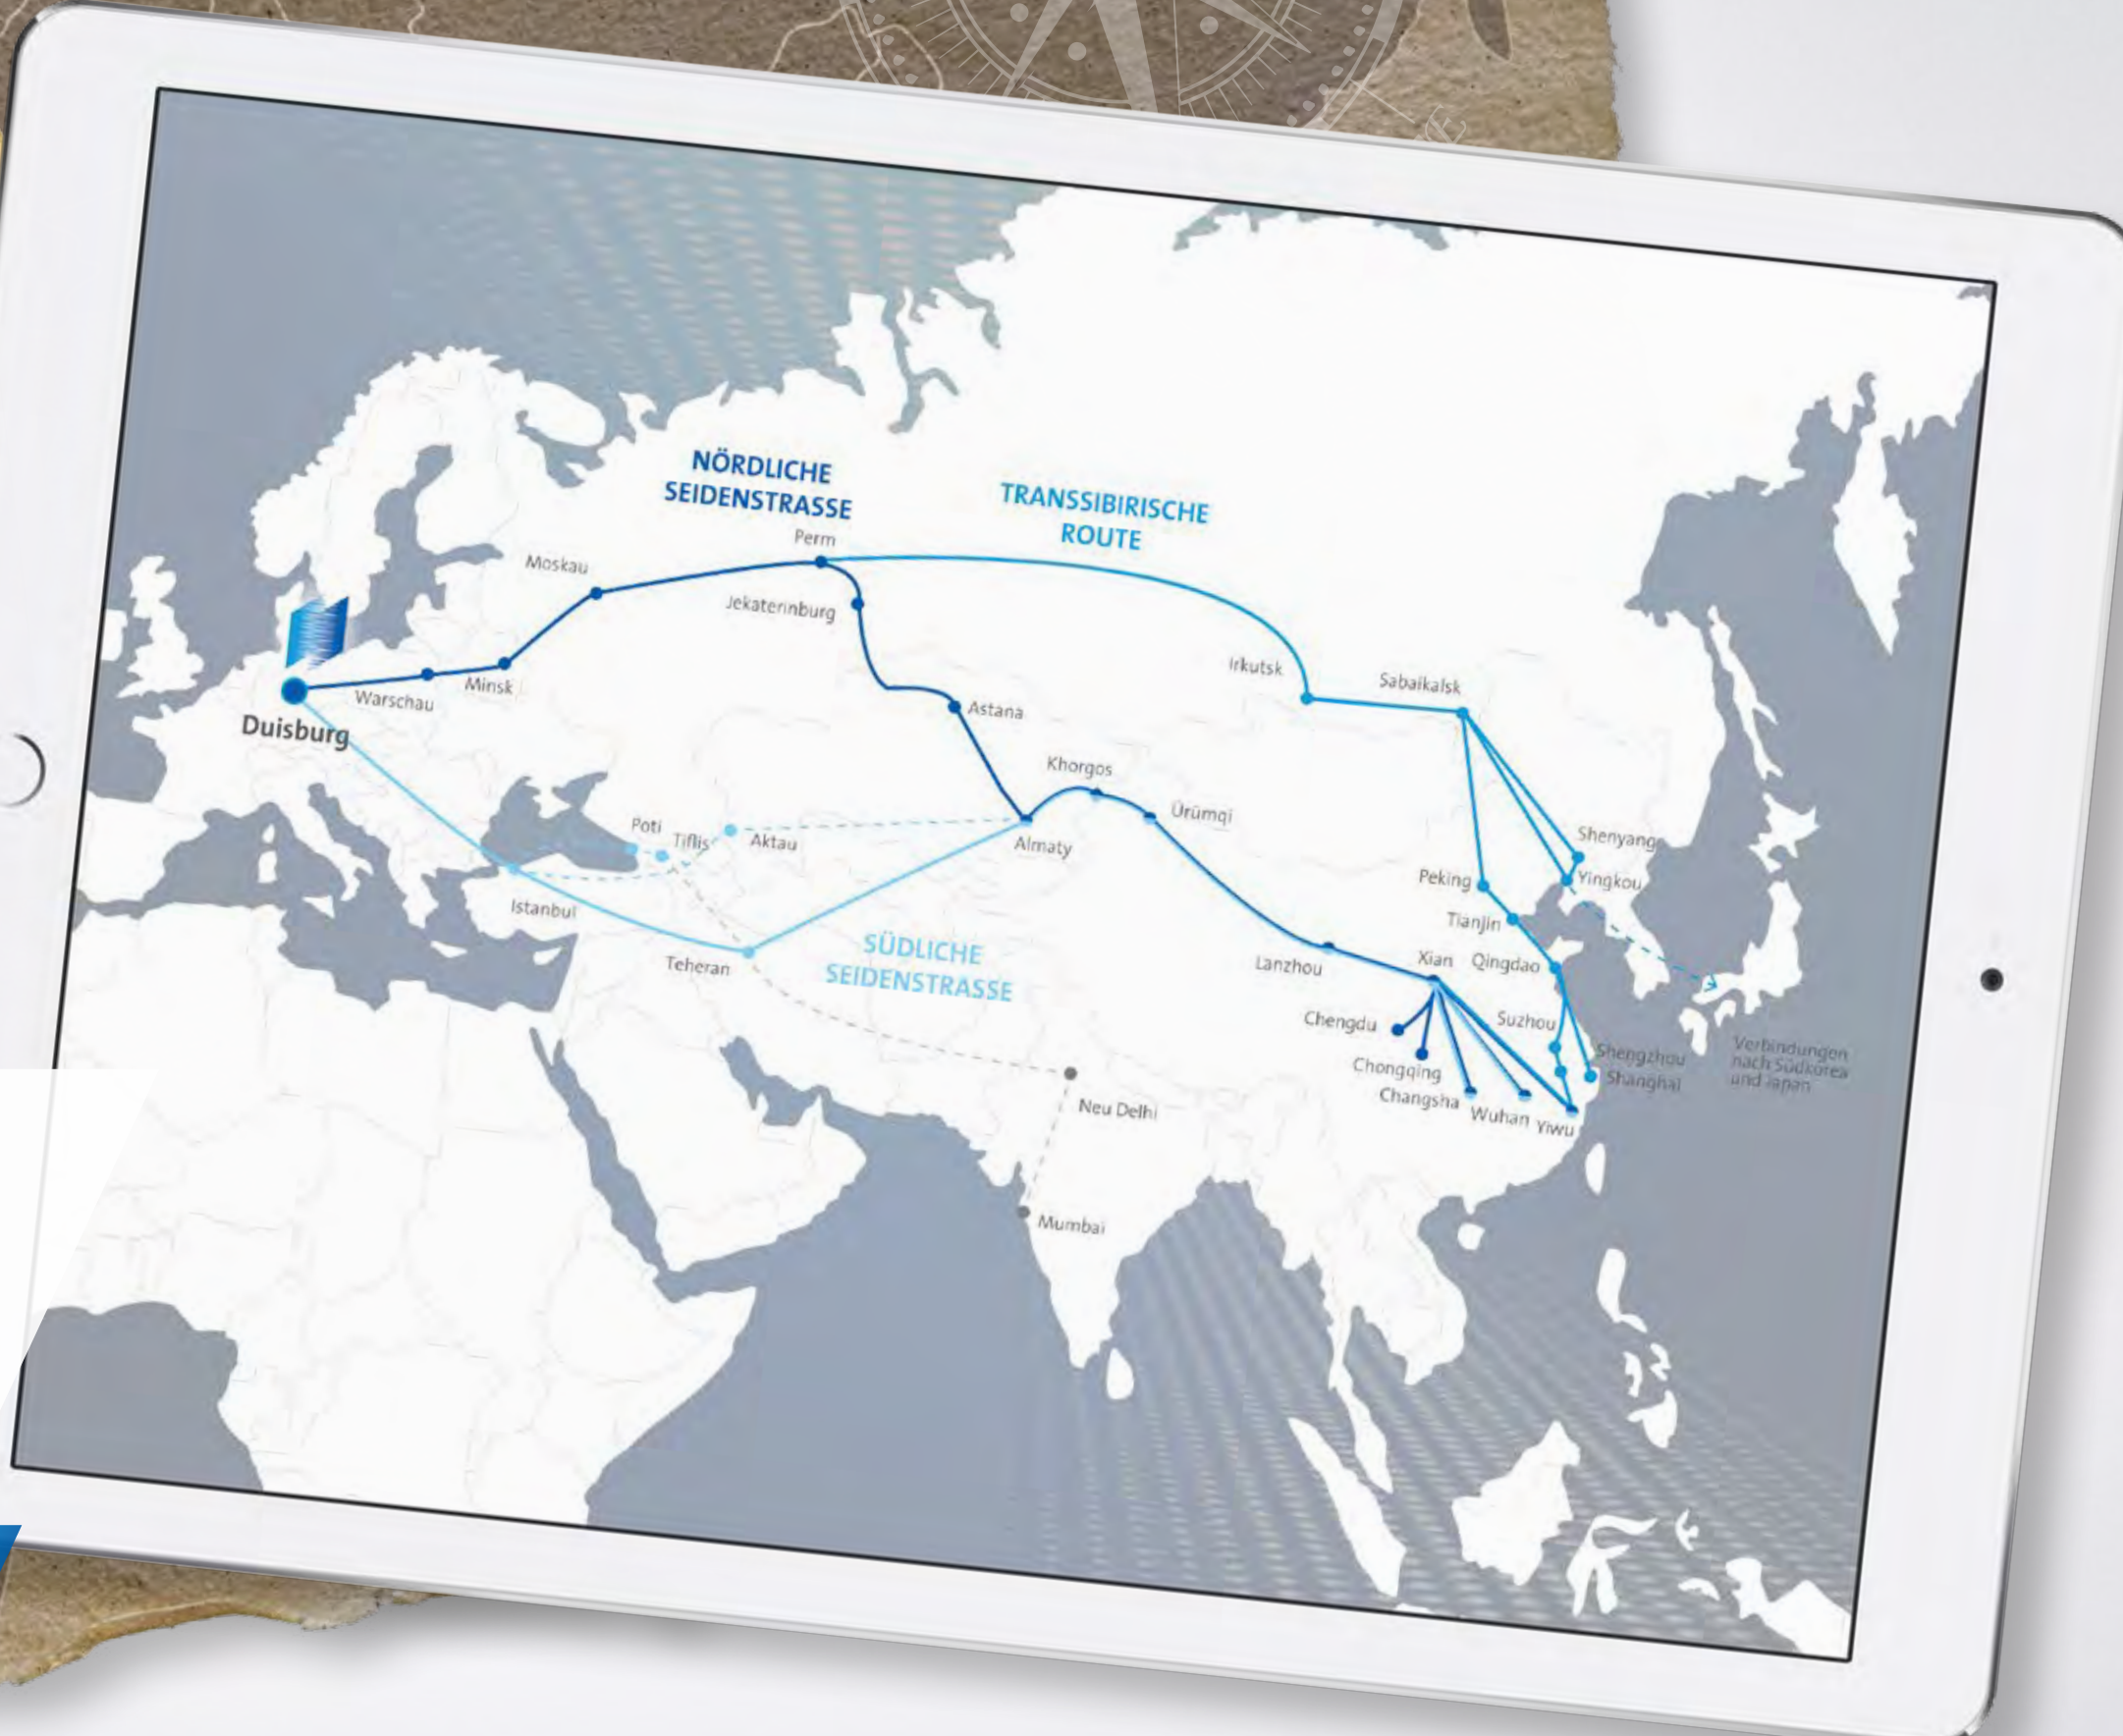 NÖRDLICHE
SEIDENSTRASSE
TRANSSIBIRISCHE
ROUTE
Perm
Moskau
Jekaterinburg
Irkutsk
Sabaikalsk
Warschau
Minsk
Astana
Duisburg
Khorgos
Ürümqi
Poti
Tiflis
Aktau
Almaty
Shenyang
Peking
Yingkou
Istanbul
Tianjin
SÜDLICHE
SEIDENSTRASSE
Teheran
Lanzhou
Xian
Qingdao
Chengdu
Suzhou
Verbindungen
nach Südkorea
und Japan
Shengzhou
Shanghai
Chongqing
Changsha
Wuhan
Yiwu
Neu Delhi
Mumbai